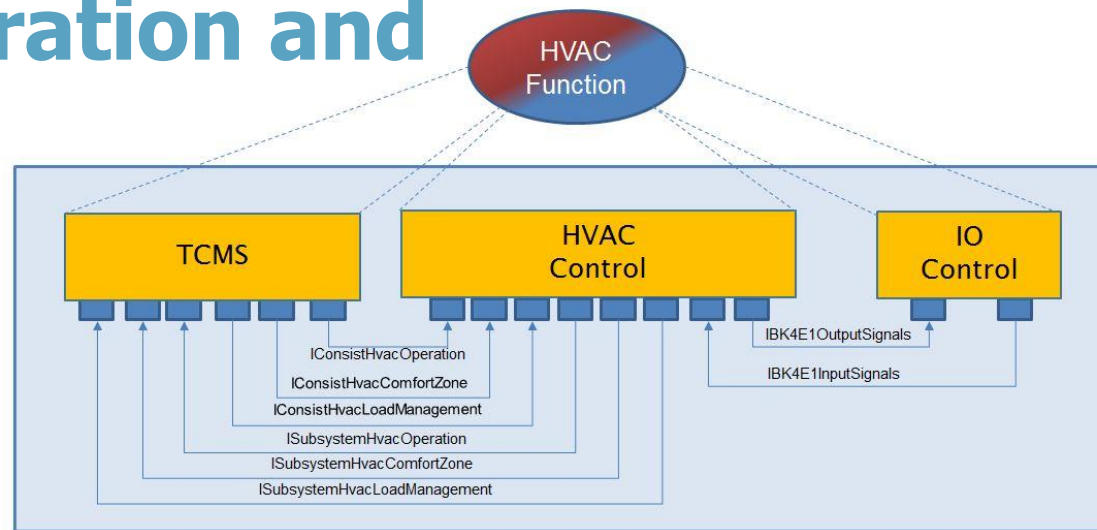 ration and
HVAC
Function
TCMS
HVAC
Control
IO
Control
IConsistHvacOperation
IConsistHvacComfortZone
IConsistHvacLoadManagement
ISubsystemHvacOperation
ISubsystemHvacComfortZone
ISubsystemHvacLoadManagement
IBK4E1OutputSignals
IBK4E1InputSignals